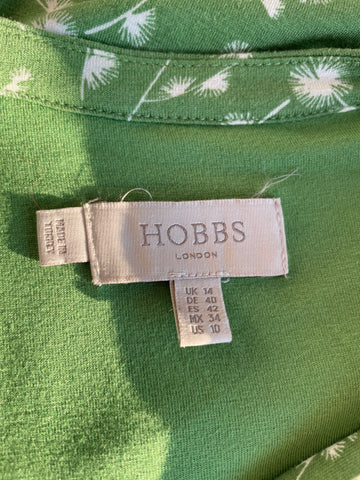 HOBBS
LONDON
MADE IN
TURKEY
UK 14
DE 40
ES 42
MX 34
US 10